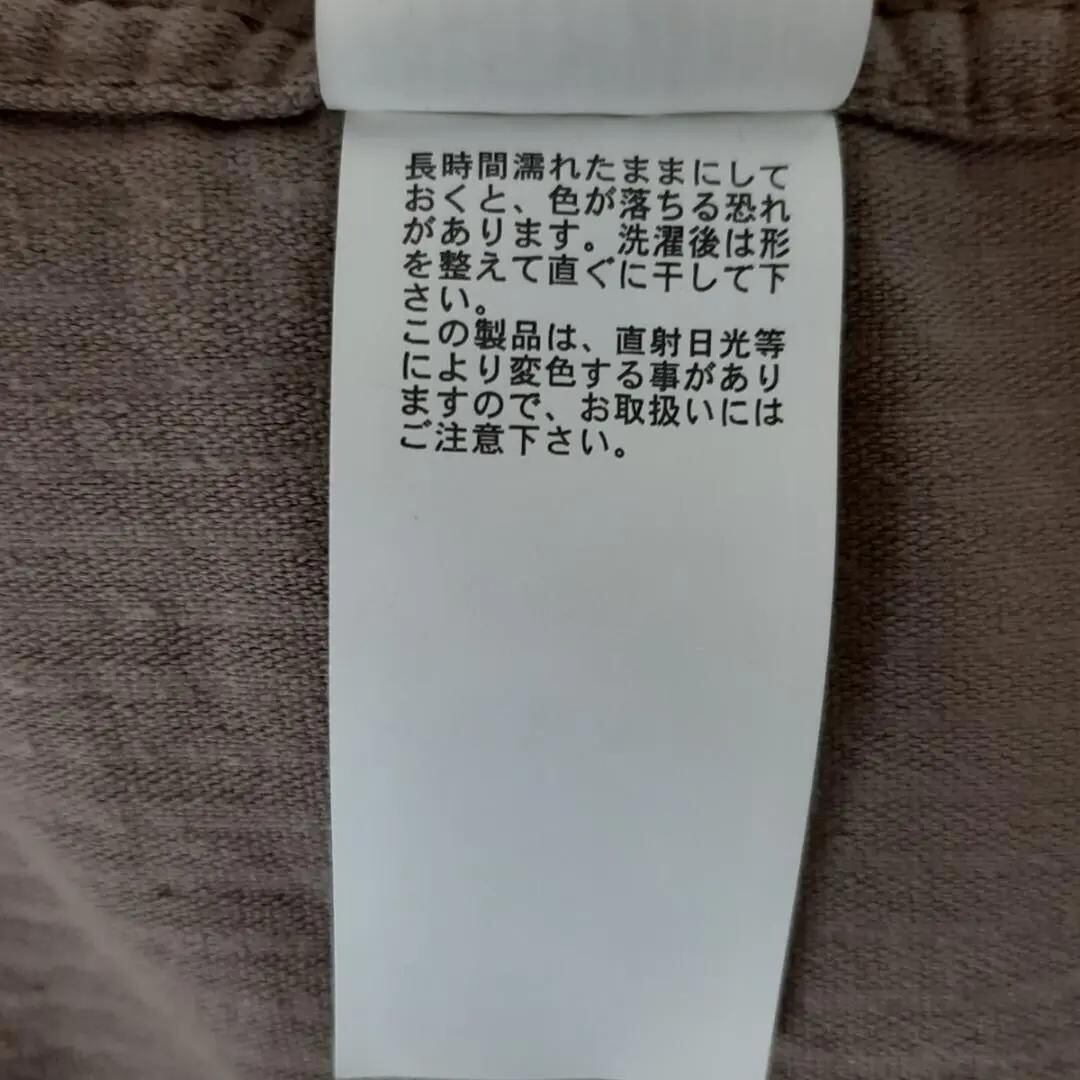 長時間濡れたままにして
おくと、色が落ちる恐れ
があります。洗濯後は形
を整えて直ぐに干して下
さい。
この製品は、直射日光等
により変色する事があり
ますので、お取扱いには
ご注意下さい。